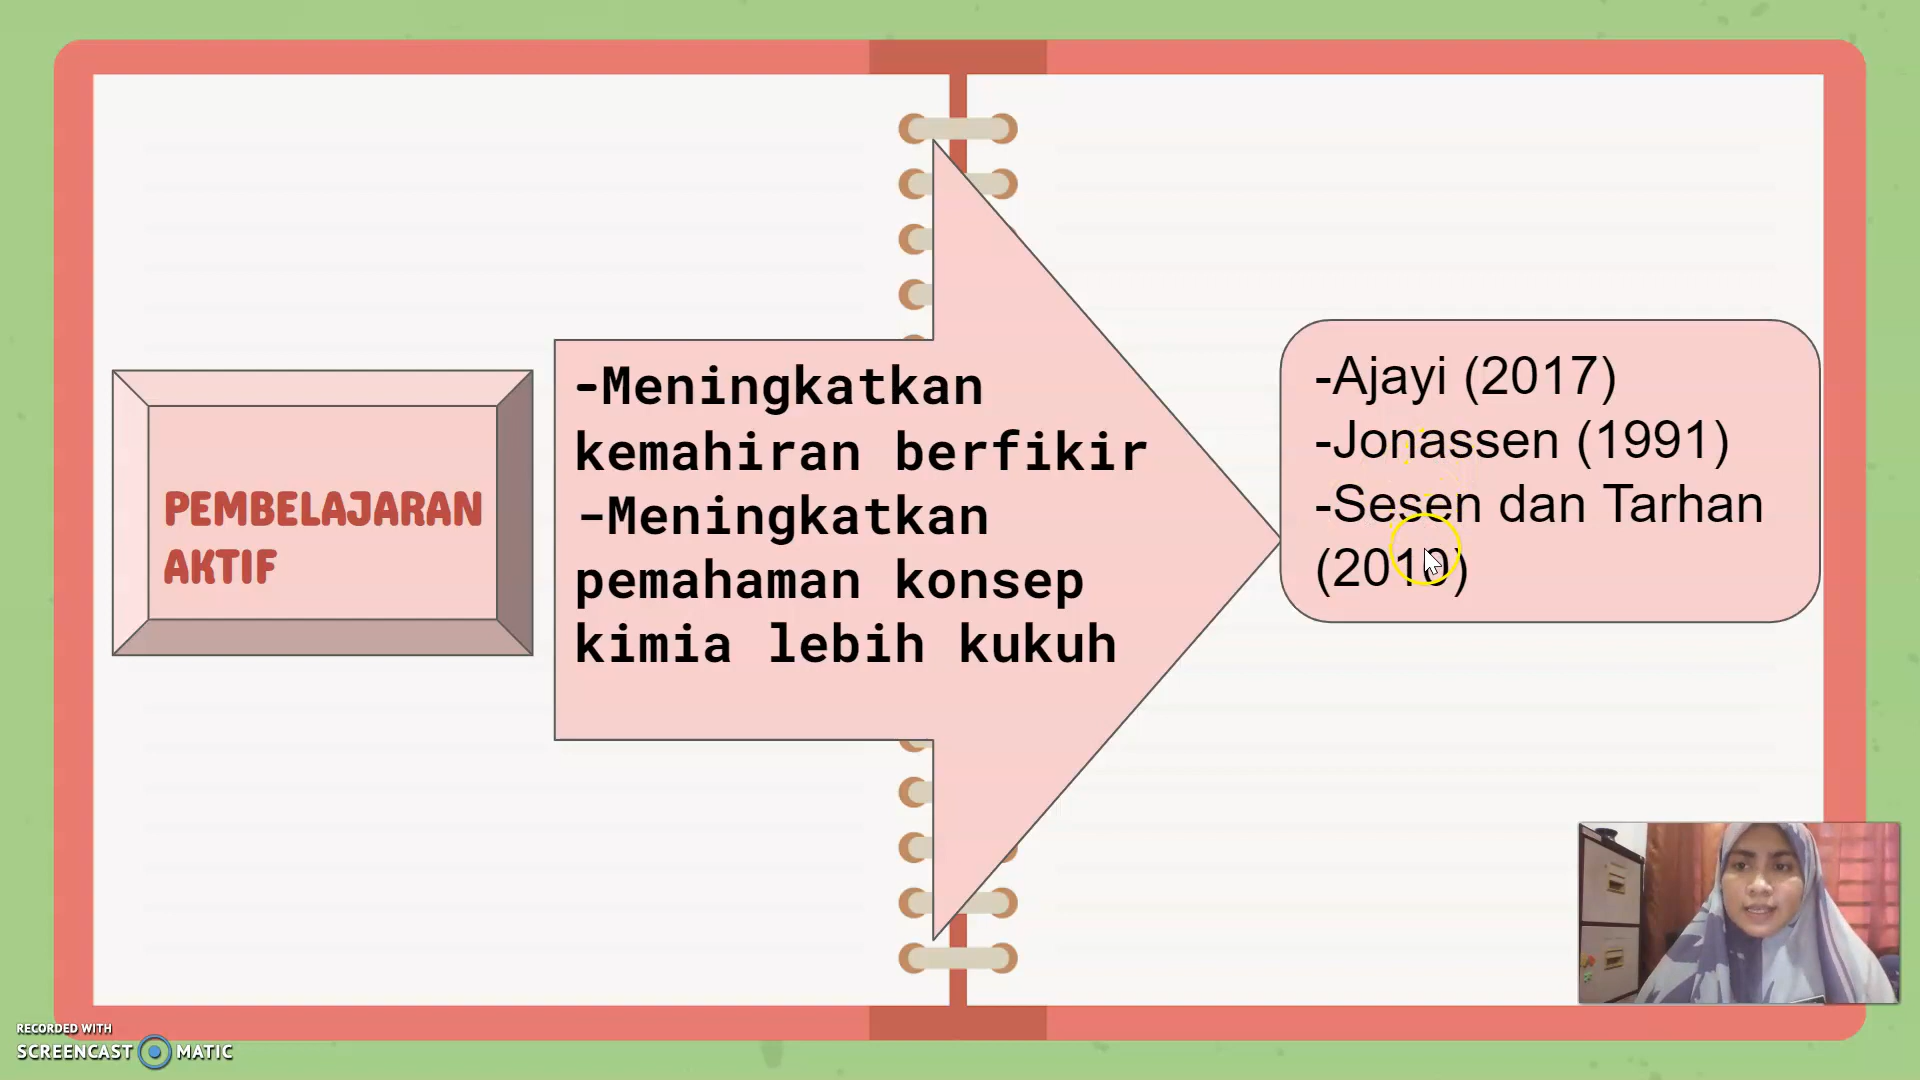 PEMBELAJARAN
AKTIF
-Meningkatkan
kemahiran berfikir
-Meningkatkan
pemahaman konsep
kimia lebih kukuh
-Ajayi (2017)
-Jonassen (1991)
-Sesen dan Tarhan
(2010)
RECORDED WITH
SCREENCAST MATIC